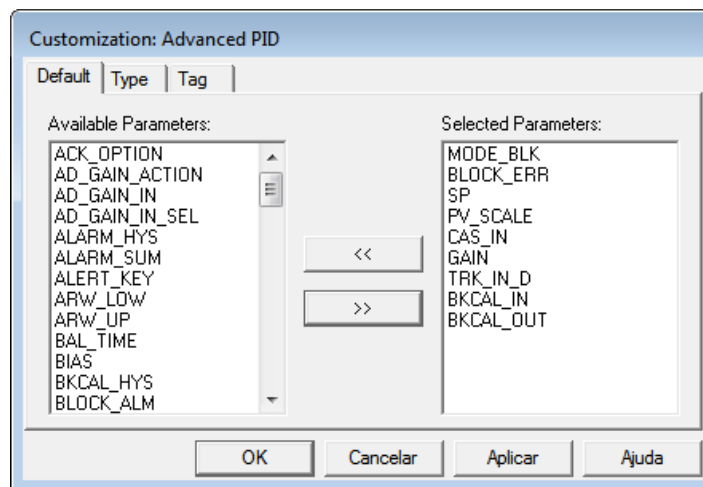 Customization: Advanced PID
Default
Type
Tag
Available Parameters:
ACK_OPTION
AD_GAIN_ACTION
AD_GAIN_IN
AD_GAIN_IN_SEL
ALARM_HYS
ALARM_SUM
ALERT_KEY
ARW_LOW
ARW_UP
BAL_TIME
BIAS
BKCAL_HYS
BLOCK_ALM
<<
>>
Selected Parameters:
MODE_BLK
BLOCK_ERR
SP
PV_SCALE
CAS_IN
GAIN
TRK_IN_D
BKCAL_IN
BKCAL_OUT
OK
Cancelar
Aplicar
Ajuda